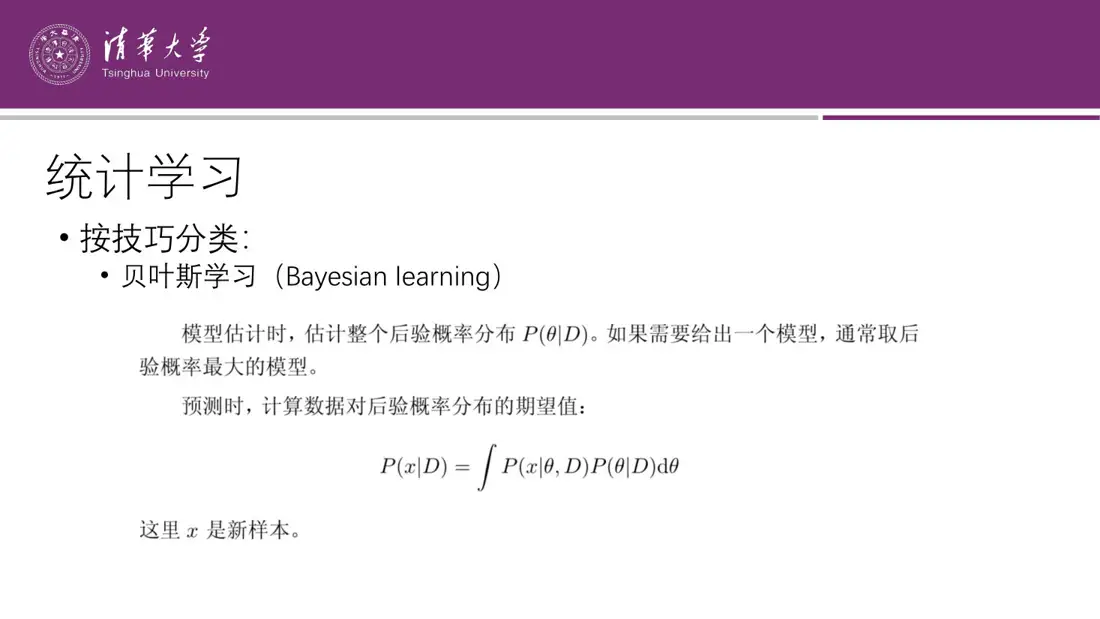 清华大学
Tsinghua University
统计学习
• 按技巧分类：
• 贝叶斯学习（Bayesian learning）
模型估计时，估计整个后验概率分布 P(θ|D)。如果需要给出一个模型，通常取后
验概率最大的模型。
预测时，计算数据对后验概率分布的期望值：
P(x|D) = ∫ P(x|θ, D)P(θ|D)dθ
这里 x 是新样本。